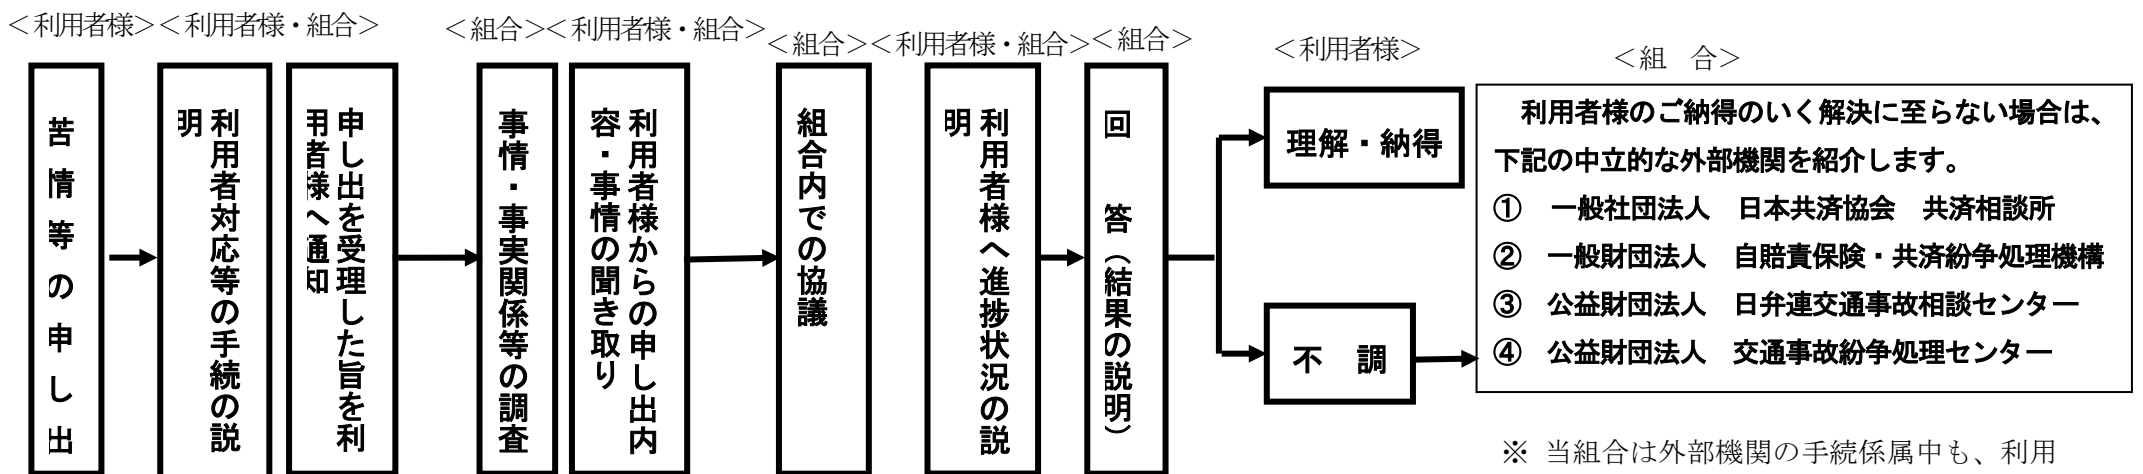 ＜利用者様＞＜利用者様・組合＞
＜組合＞＜利用者様・組合＞
＜組合＞
＜利用者様・組合＞
＜組合＞
＜利用者様＞
＜組　合＞
苦情等の申し出
利用者対応等の手続の説
明
申し出を受理した旨を利
用者様へ通知
事情・事実関係等の調査
利用者様からの申し出内
容・事情の聞き取り
組合内での協議
利用者様へ進捗状況の説
明
回　答（結果の説明）
理解・納得
不　調
利用者様のご納得のいく解決に至らない場合は、
下記の中立的な外部機関を紹介します。
①　一般社団法人　日本共済協会　共済相談所
②　一般財団法人　自賠責保険・共済紛争処理機構
③　公益財団法人　日弁連交通事故相談センター
④　公益財団法人　交通事故紛争処理センター
※ 当組合は外部機関の手続係属中も、利用